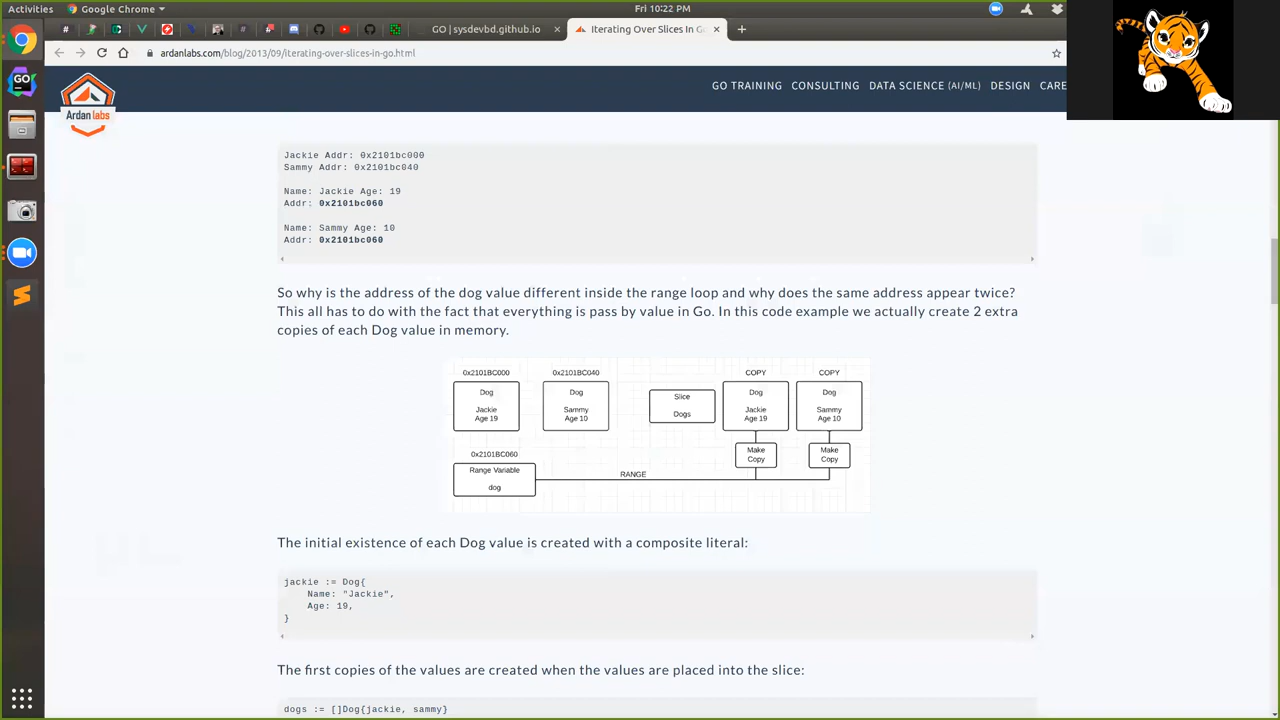 Activities
Google Chrome
Fri 10:22 PM
GO | sysdevbd.github.io
Iterating Over Slices In Go
ardanlabs.com/blog/2013/09/iterating-over-slices-in-go.html
GO
Ardan labs
GO TRAINING CONSULTING DATA SCIENCE (AI/ML) DESIGN CARE
Jackie Addr: 0x2101bc000
Sammy Addr: 0x2101bc040
Name: Jackie Age: 19
Addr: 0x2101bc060
Name: Sammy Age: 10
Addr: 0x2101bc060
So why is the address of the dog value different inside the range loop and why does the same address appear twice?
This all has to do with the fact that everything is pass by value in Go. In this code example we actually create 2 extra
copies of each Dog value in memory.
0x2101BC000
Dog
Jackie
Age 19
0x2101BC040
Dog
Sammy
Age 10
Slice
Dogs
COPY
Dog
Jackie
Age 19
COPY
Dog
Sammy
Age 10
Make
Copy
Make
Copy
0x2101BC060
Range Variable
dog
RANGE
The initial existence of each Dog value is created with a composite literal:
jackie := Dog{
Name: "Jackie",
Age: 19,
}
The first copies of the values are created when the values are placed into the slice:
dogs := []Dog{jackie, sammy}